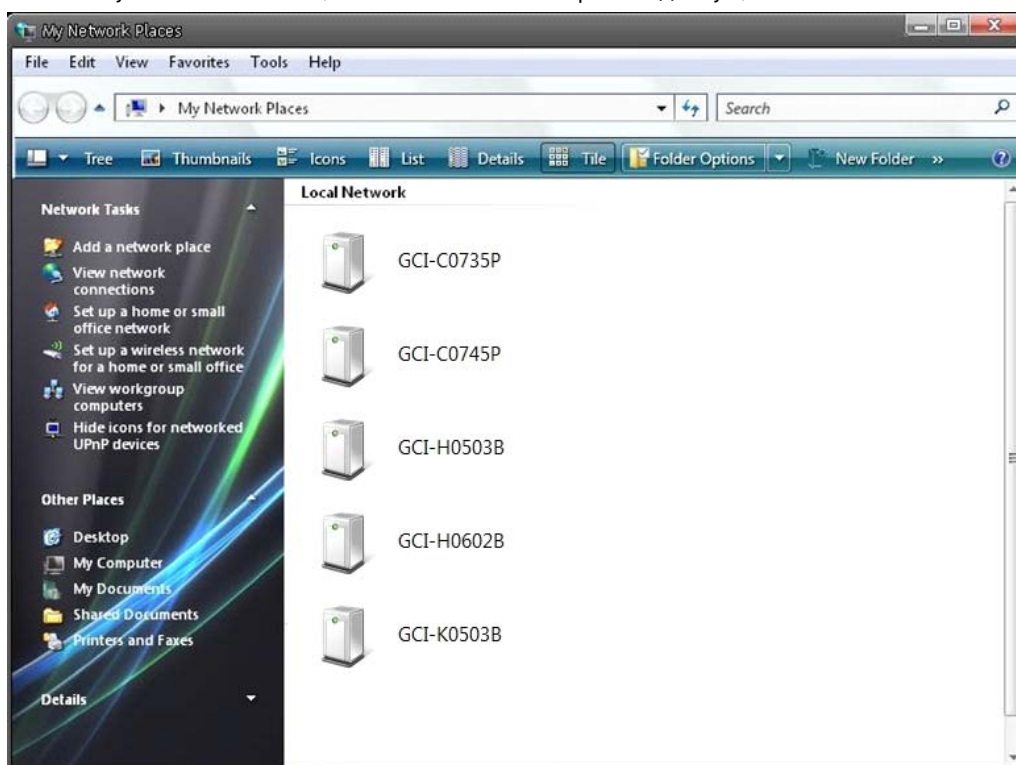 My Network Places
File Edit View Favorites Tools Help
My Network Places
Search
Tree Thumbnails Icons List Details Tile Folder Options New Folder »
Network Tasks
Add a network place
View network
connections
Set up a home or small
office network
Set up a wireless network
for a home or small office
View workgroup
computers
Hide icons for networked
UPnP devices
Other Places
Desktop
My Computer
My Documents
Shared Documents
Printers and Faxes
Details
Local Network
GCI-C0735P
GCI-C0745P
GCI-H0503B
GCI-H0602B
GCI-K0503B